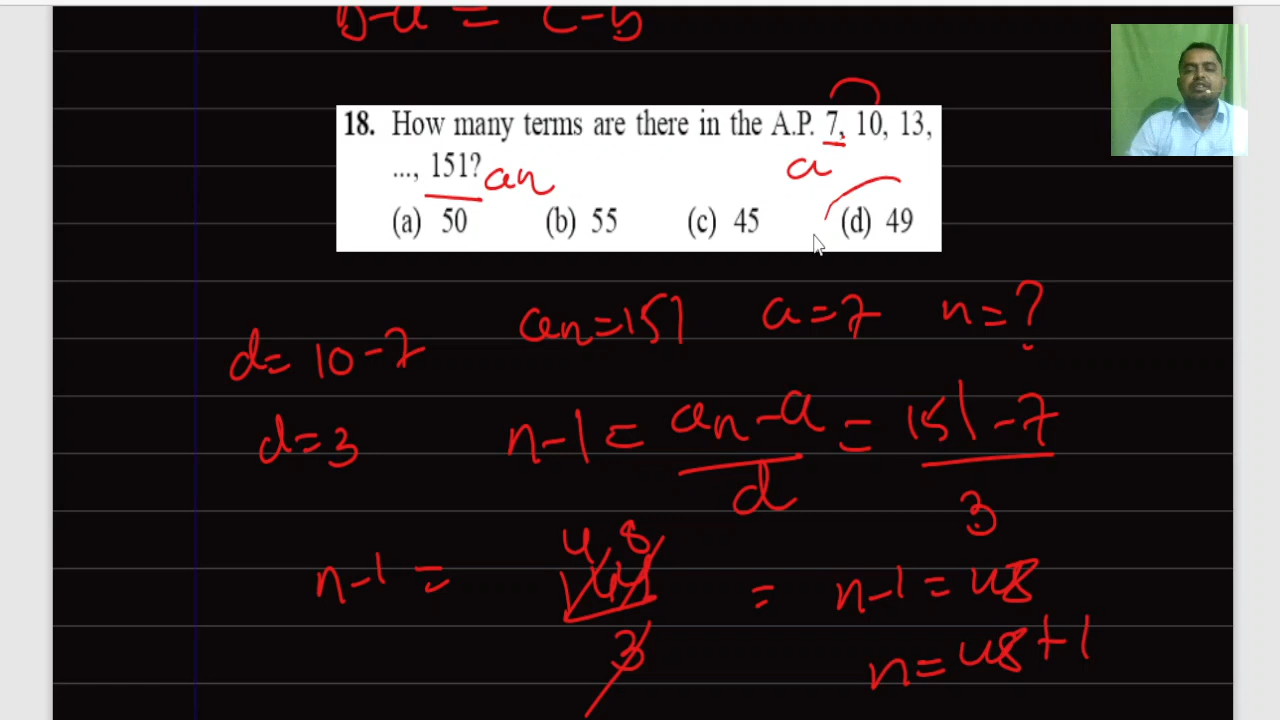 b-a = c-b
18. How many terms are there in the A.P. 7, 10, 13,
..., 151? an a
(a) 50 (b) 55 (c) 45 (d) 49
d= 10-7 an=151 a=7 n=?
d=3 n-1= an-a/d = 151-7/3
n-1 = 144/3 48 = n-1=48
n=48+1